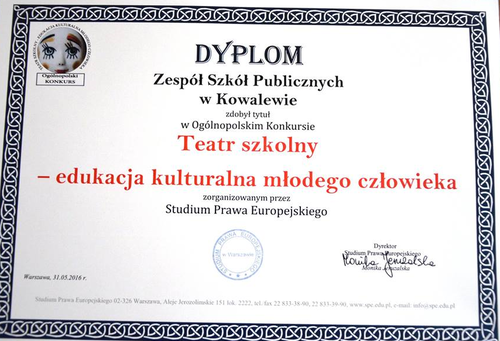 DYPLOM
Zespół Szkół Publicznych
w Kowalewie
zdobył tytuł
w Ogólnopolskim Konkursie
Teatr szkolny
– edukacja kulturalna młodego człowieka
zorganizowanym przez
Studium Prawa Europejskiego
Ogólnopolski
KONKURS
Dyrektor
Studium Prawa Europejskiego
Monika Jeruzalska
Warszawa, 31.05.2016 r.
Studium Prawa Europejskiego 02-326 Warszawa, Aleje Jerozolimskie 151 lok. 2222, tel./fax 22 833-38-90, 22 833-39-90, www.spe.edu.pl, e-mail: info@spe.edu.pl